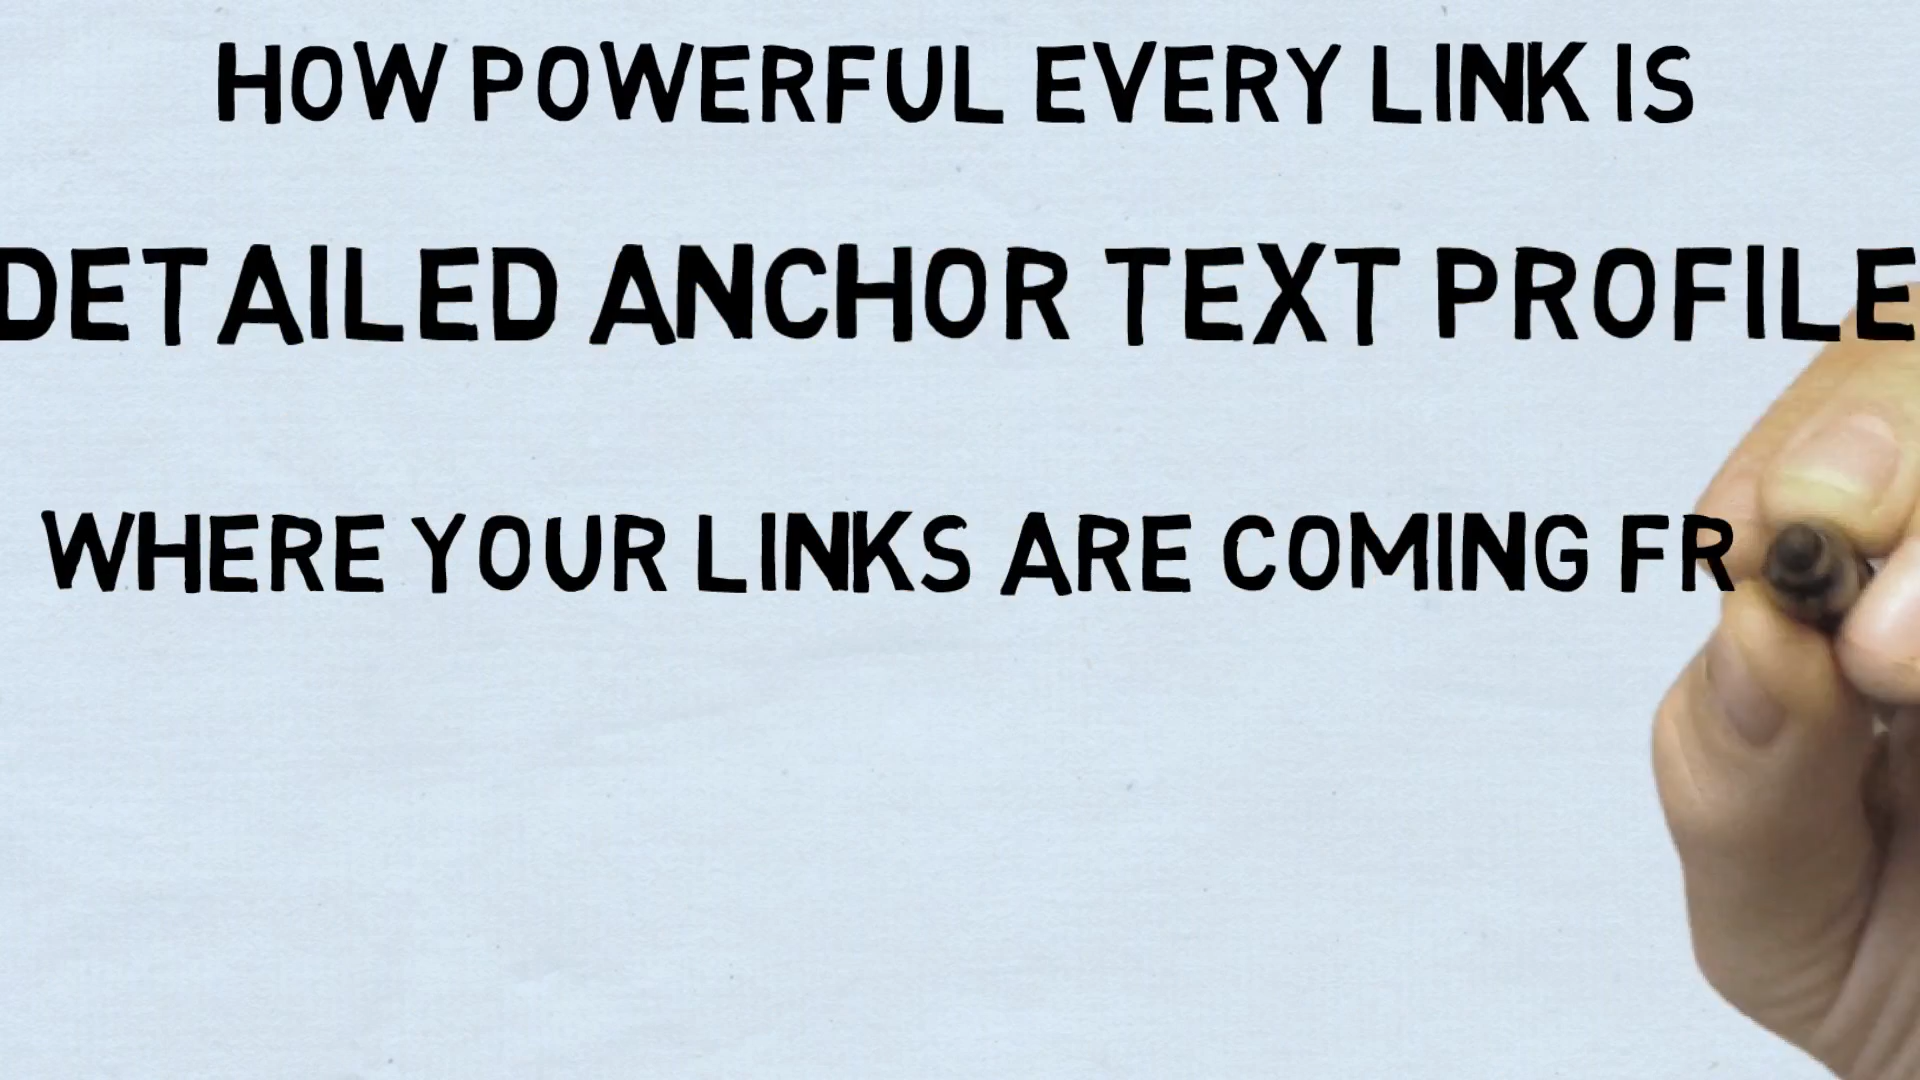 HOW POWERFUL EVERY LINK IS
DETAILED ANCHOR TEXT PROFILE
WHERE YOUR LINKS ARE COMING FR